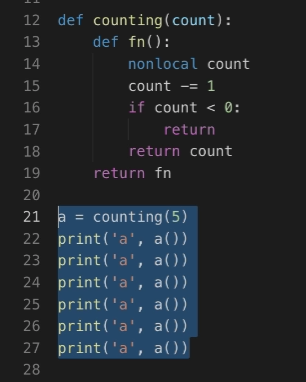 12 def counting(count):
13     def fn():
14         nonlocal count
15         count -= 1
16         if count < 0:
17             return
18         return count
19     return fn
20
21 a = counting(5)
22 print('a', a())
23 print('a', a())
24 print('a', a())
25 print('a', a())
26 print('a', a())
27 print('a', a())
28